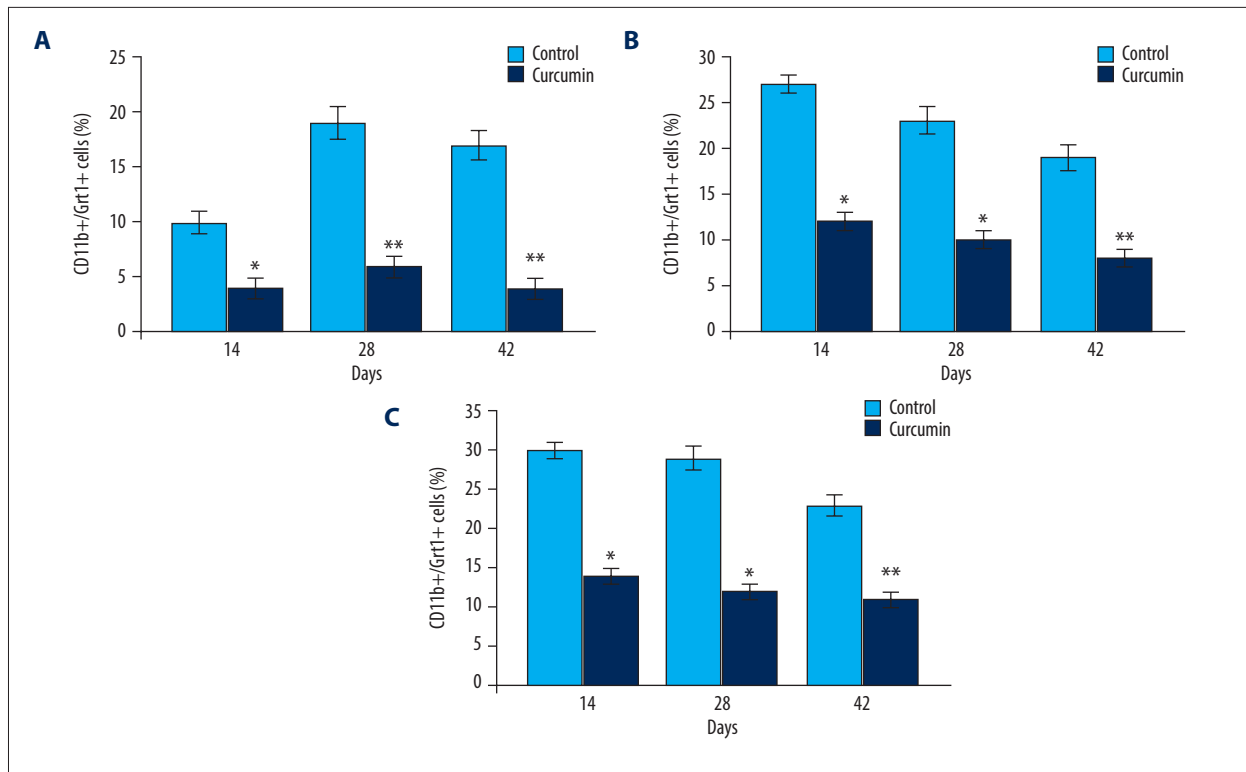 A
CD11b+/Grt1+ cells (%)
25
20
15
10
5
0
Control
Curcumin
*
**
**
14 28 42
Days
B
CD11b+/Grt1+ cells (%)
30
25
20
15
10
5
0
Control
Curcumin
*
*
**
14 28 42
Days
C
CD11b+/Grt1+ cells (%)
35
30
25
20
15
10
5
0
Control
Curcumin
*
*
**
14 28 42
Days